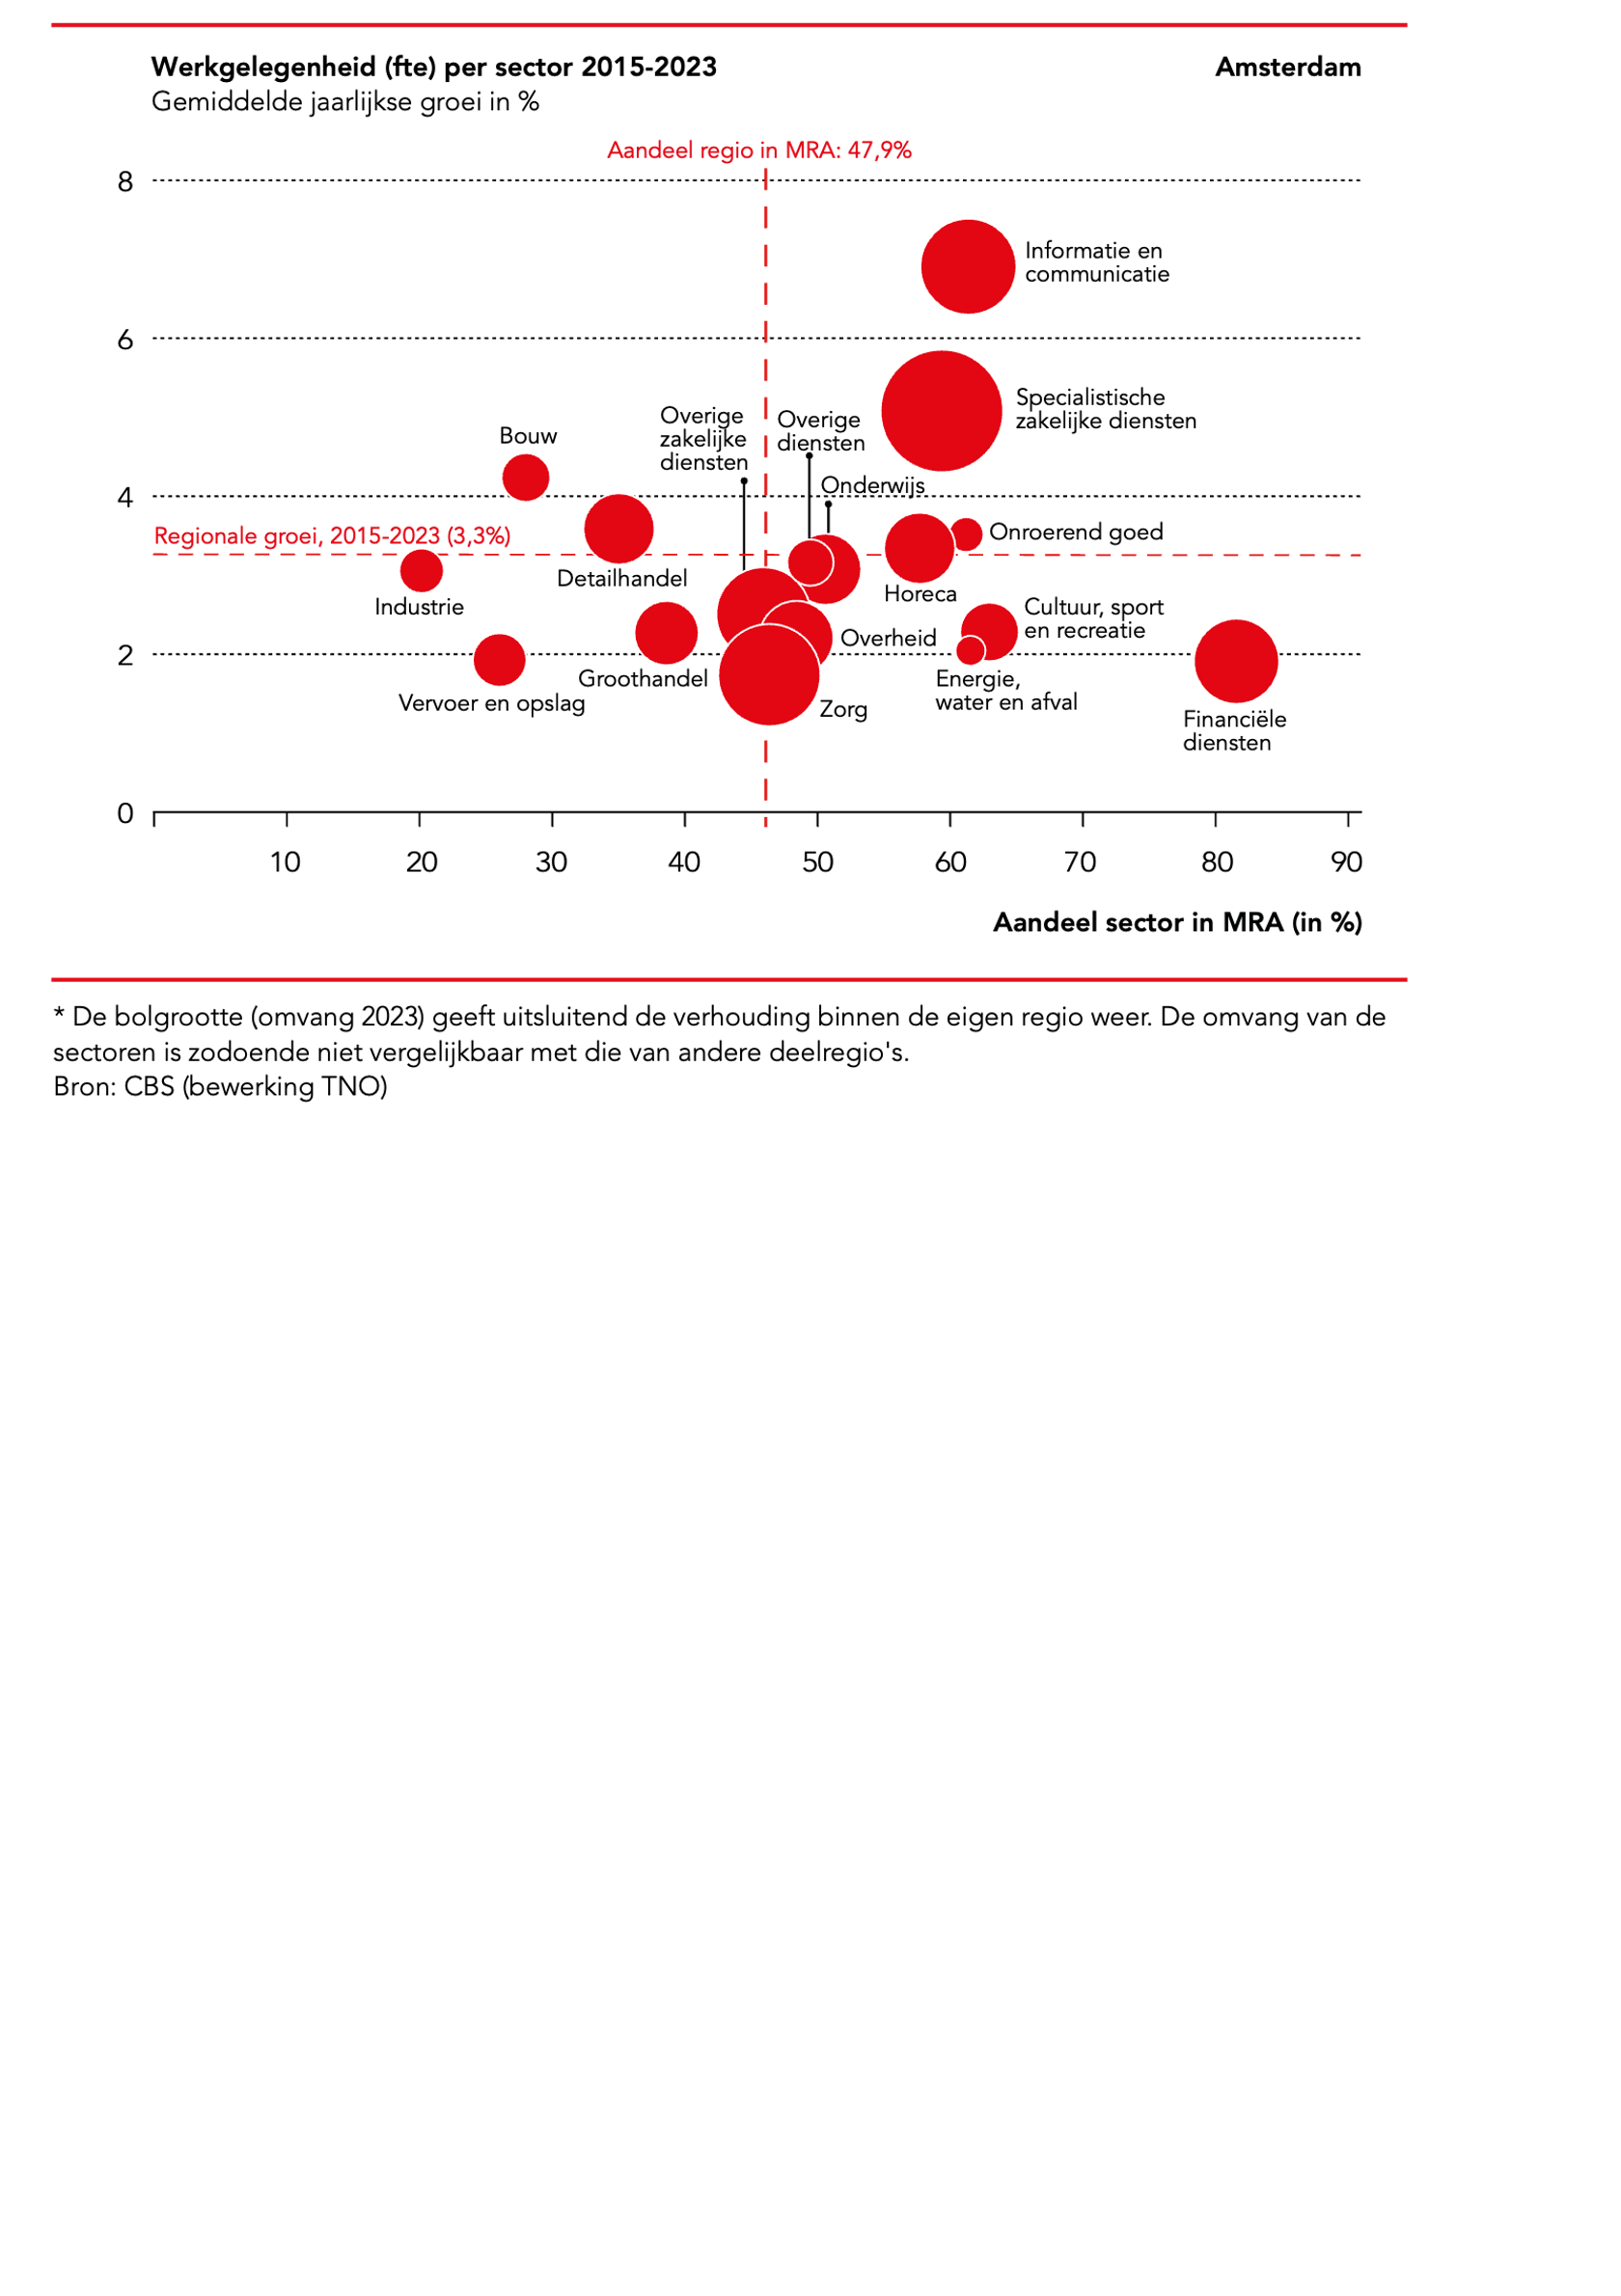 Werkgelegenheid (fte) per sector 2015-2023
Amsterdam
Gemiddelde jaarlijkse groei in %
Aandeel regio in MRA: 47,9%
8
Informatie en
communicatie
6
Specialistische
zakelijke diensten
Overige
zakelijke
diensten
Overige
diensten
Bouw
Onderwijs
4
Regionale groei, 2015-2023 (3,3%)
Onroerend goed
Detailhandel
Industrie
Horeca
Cultuur, sport
en recreatie
Overheid
2
Groothandel
Vervoer en opslag
Energie,
water en afval
Zorg
Financiële
diensten
0
10 20 30 40 50 60 70 80 90
Aandeel sector in MRA (in %)
* De bolgrootte (omvang 2023) geeft uitsluitend de verhouding binnen de eigen regio weer. De omvang van de
sectoren is zodoende niet vergelijkbaar met die van andere deelregio's.
Bron: CBS (bewerking TNO)